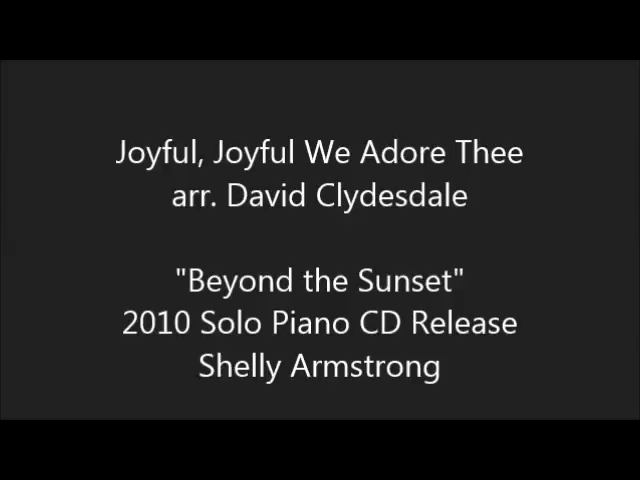 Joyful, Joyful We Adore Thee
arr. David Clydesdale
"Beyond the Sunset"
2010 Solo Piano CD Release
Shelly Armstrong